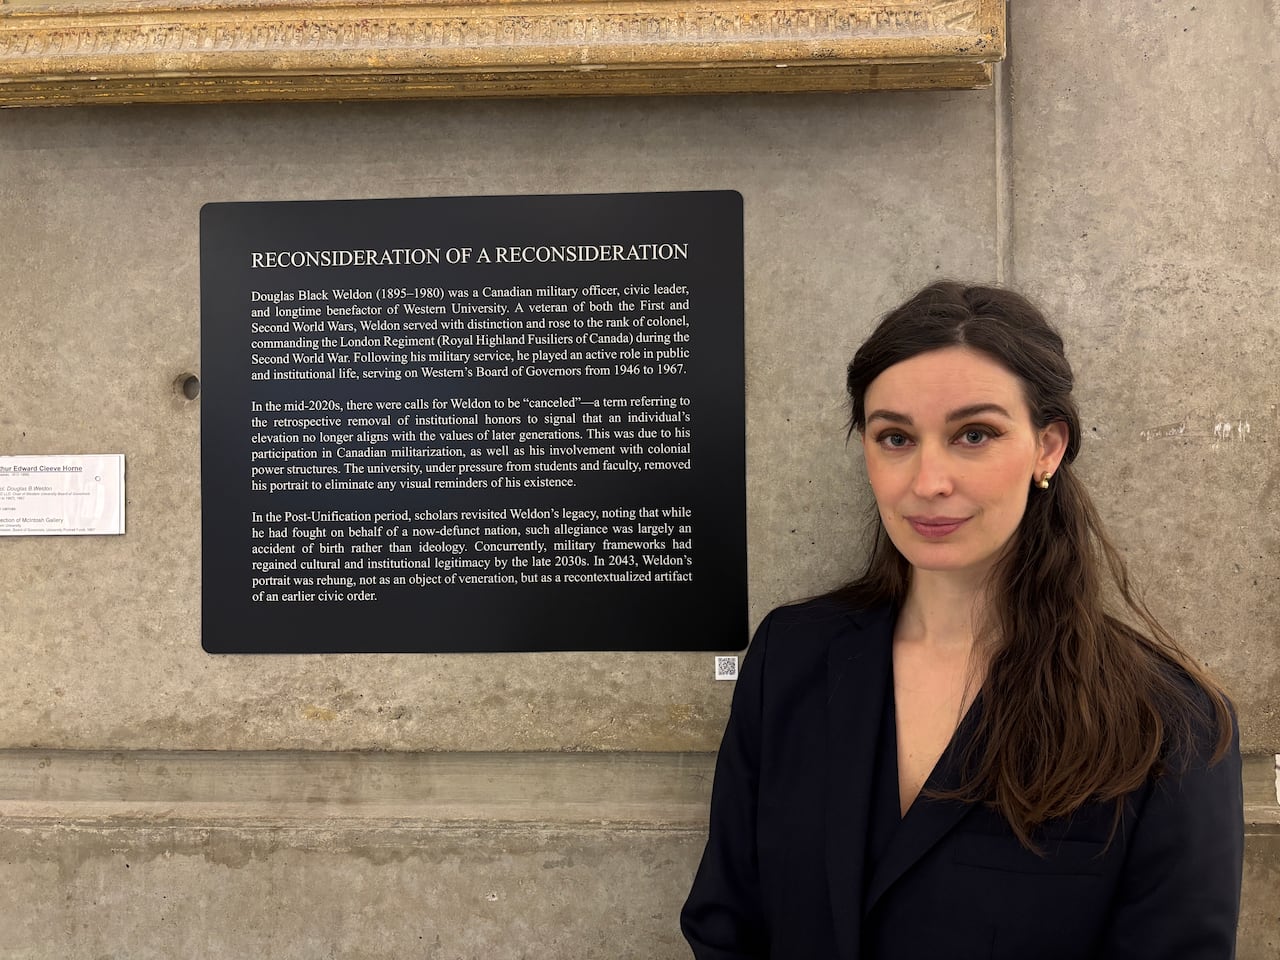 RECONSIDERATION OF A RECONSIDERATION
Douglas Black Weldon (1895–1980) was a Canadian military officer, civic leader,
and longtime benefactor of Western University. A veteran of both the First and
Second World Wars, Weldon served with distinction and rose to the rank of colonel,
commanding the London Regiment (Royal Highland Fusiliers of Canada) during the
Second World War. Following his military service, he played an active role in public
and institutional life, serving on Western’s Board of Governors from 1946 to 1967.
In the mid-2020s, there were calls for Weldon to be “canceled”—a term referring to
the retrospective removal of institutional honors to signal that an individual’s
elevation no longer aligns with the values of later generations. This was due to his
participation in Canadian militarization, as well as his involvement with colonial
power structures. The university, under pressure from students and faculty, removed
his portrait to eliminate any visual reminders of his existence.
In the Post-Unification period, scholars revisited Weldon’s legacy, noting that while
he had fought on behalf of a now-defunct nation, such allegiance was largely an
accident of birth rather than ideology. Concurrently, military frameworks had
regained cultural and institutional legitimacy by the late 2030s. In 2043, Weldon’s
portrait was rehung, not as an object of veneration, but as a recontextualized artifact
of an earlier civic order.
Edward Cleeve Horne
Douglas B.Weldon
of McIntosh Gallery